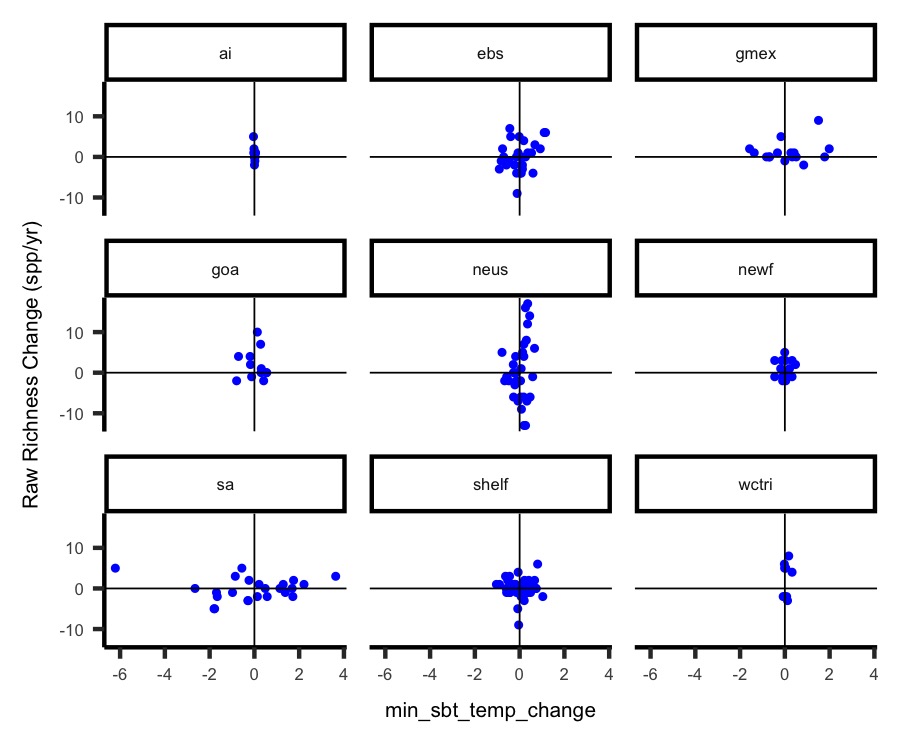 ai
ebs
gmex
10
0
-10
goa
neus
newf
10
0
-10
Raw Richness Change (spp/yr)
sa
shelf
wctri
10
0
-10
-6 -4 -2 0 2 4 -6 -4 -2 0 2 4 -6 -4 -2 0 2 4
min_sbt_temp_change